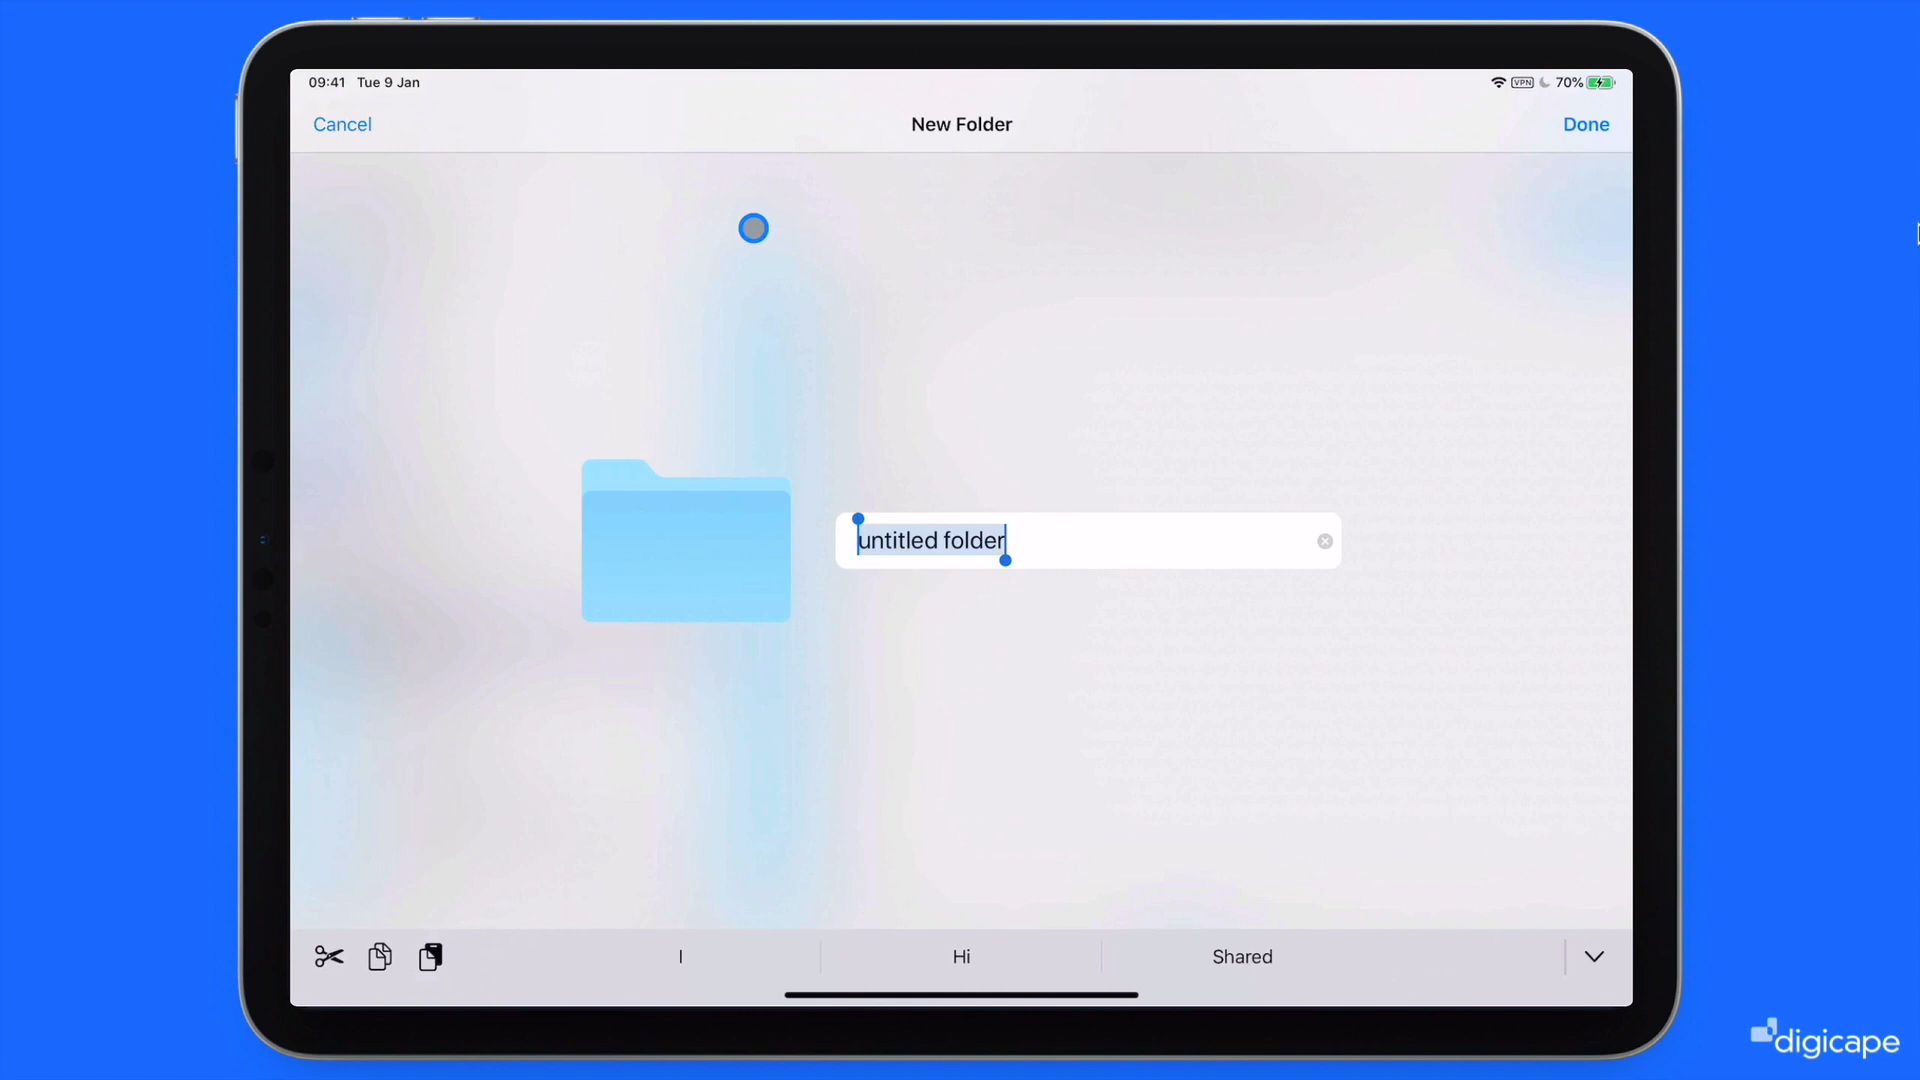 09:41 Tue 9 Jan
VPN 70%
Cancel
New Folder
Done
untitled folder
I
Hi
Shared
digicape